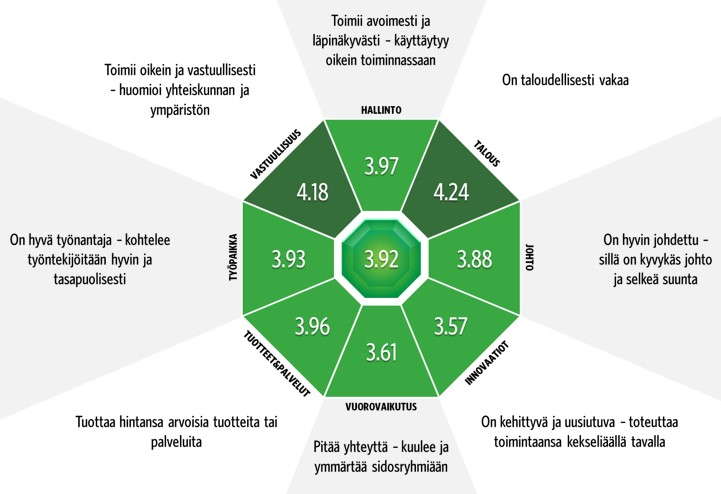 Toimii avoimesti ja
läpinäkyvästi – käyttäytyy
oikein toiminnassaan
HALLINTO
3.97
On taloudellisesti vakaa
TALOUS
4.24
On hyvin johdettu –
sillä on kyvykäs johto
ja selkeä suunta
JOHTO
3.88
On kehittyvä ja uusiutuva – toteuttaa
toimintaansa kekseliäällä tavalla
INNOVAATIOT
3.57
Pitää yhteyttä – kuulee ja
ymmärtää sidosryhmiään
VUOROVAIKUTUS
3.61
Tuottaa hintansa arvoisia tuotteita tai
palveluita
TUOTTEET&PALVELUT
3.96
On hyvä työnantaja – kohtelee
työntekijöitään hyvin ja
tasapuolisesti
TYÖPAIKKA
3.93
Toimii oikein ja vastuullisesti
– huomioi yhteiskunnan ja
ympäristön
VASTUULLISUUS
4.18
3.92